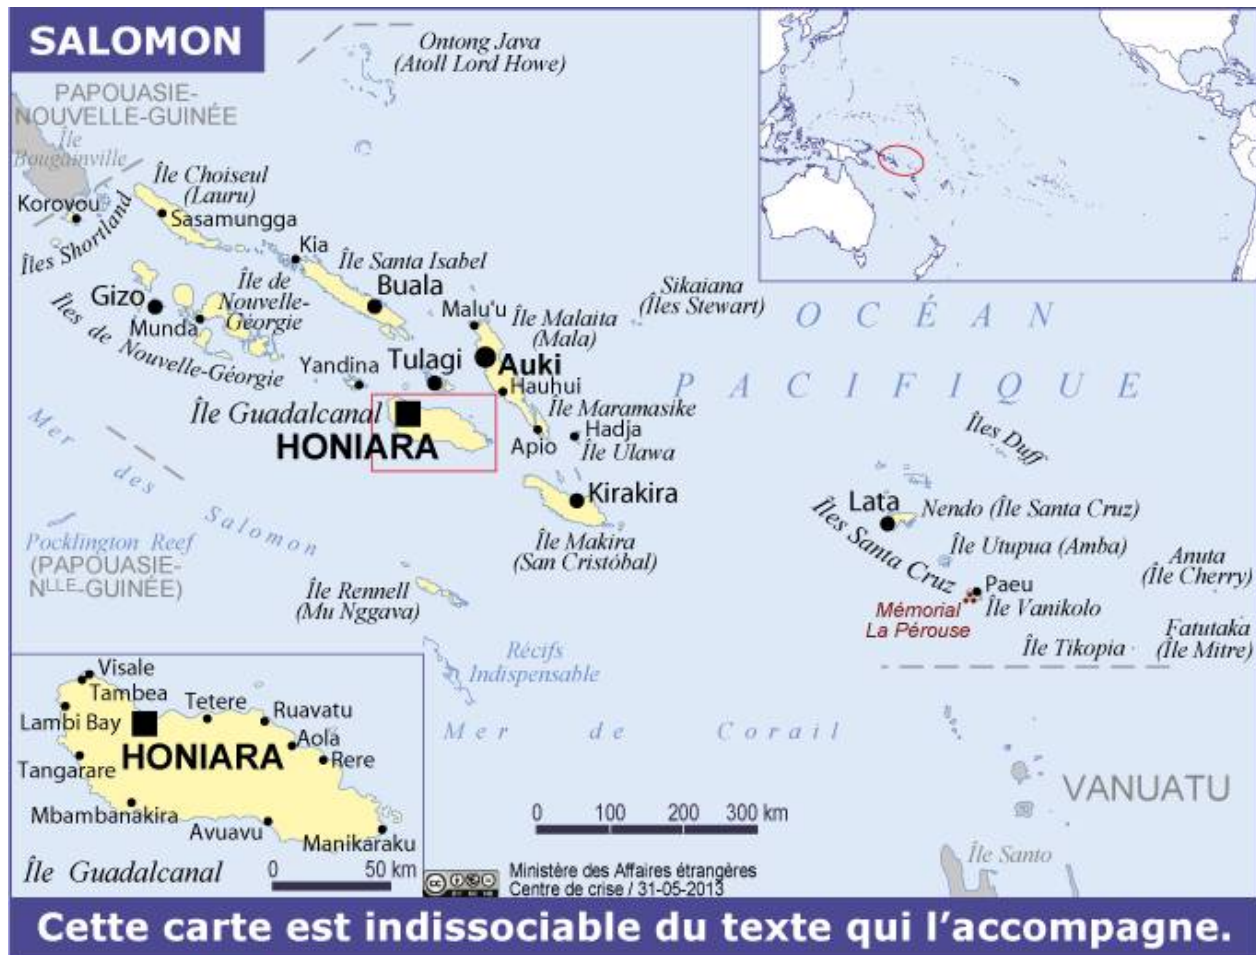 SALOMON
Ontong Java
(Atoll Lord Howe)
PAPOUASIE-
NOUVELLE-GUINÉE
Île
Bougainville
Île Choiseul
(Lauru)
Korovou
Sasamungga
Îles Shortland
Kia
Île Santa Isabel
Île de
Nouvelle-
Géorgie
Buala
Gizo
Munda
Îles de Nouvelle-Géorgie
Malu'u
Île Malaita
(Mala)
Sikaiana
(Îles Stewart)
OCÉAN
PACIFIQUE
Yandina
Tulagi
Auki
Hauhui
Île Guadalcanal
HONIARA
Île Maramasike
Apio
Hadja
Île Ulawa
Mer des Salomon
Kirakira
Île Makira
(San Cristóbal)
Îles Duff
Lata
Nendo (Île Santa Cruz)
Îles Santa Cruz
Île Utupua (Amba)
Anuta
(Île Cherry)
Paeu
Île Vanikolo
Mémorial
La Pérouse
Fatutaka
(Île Mitre)
Île Tikopia
Pocklington Reef
(PAPOUASIE-
NLLE-GUINÉE)
Île Rennell
(Mu Nggava)
Récifs
Indispensable
Mer de Corail
VANUATU
Île Santo
Visale
Tambea
Lambi Bay
Tetere
Ruavatu
HONIARA
Aola
Rere
Tangarare
Mbambanakira
Avuavu
Manikaraku
Île Guadalcanal
0 50 km
0 100 200 300 km
Ministère des Affaires étrangères
Centre de crise / 31-05-2013
Cette carte est indissociable du texte qui l’accompagne.